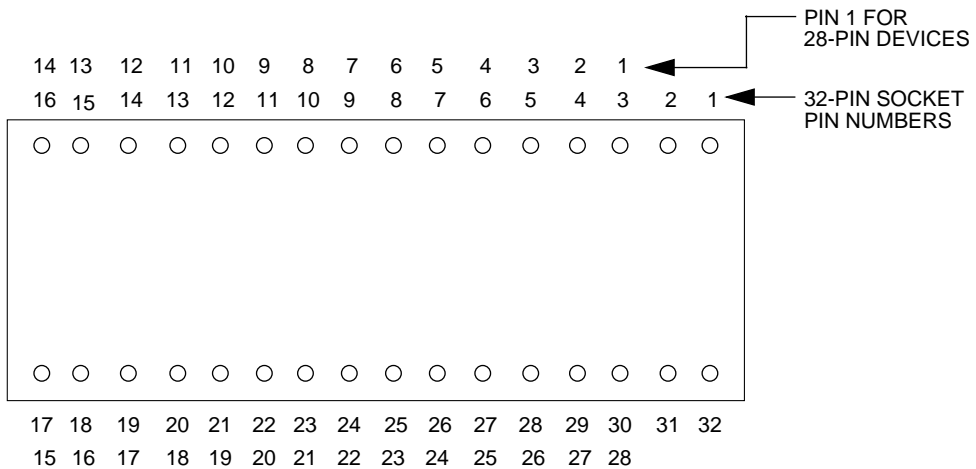 PIN 1 FOR
28-PIN DEVICES
14 13 12 11 10 9 8 7 6 5 4 3 2 1
16 15 14 13 12 11 10 9 8 7 6 5 4 3 2 1
32-PIN SOCKET
PIN NUMBERS
17 18 19 20 21 22 23 24 25 26 27 28 29 30 31 32
15 16 17 18 19 20 21 22 23 24 25 26 27 28